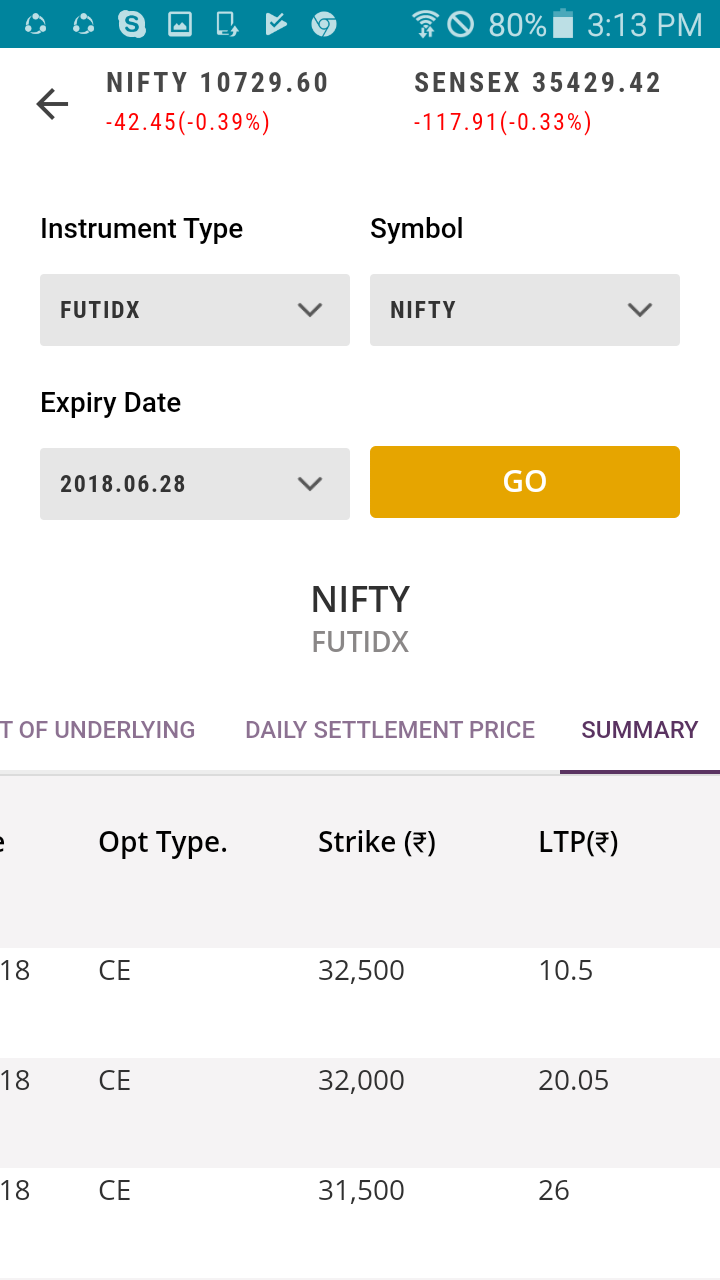 80% 3:13 PM
NIFTY 10729.60 SENSEX 35429.42
-42.45(-0.39%) -117.91(-0.33%)
Instrument Type Symbol
FUTIDX NIFTY
Expiry Date
2018.06.28 GO
NIFTY
FUTIDX
T OF UNDERLYING DAILY SETTLEMENT PRICE SUMMARY
e Opt Type. Strike (₹) LTP(₹)
18 CE 32,500 10.5
18 CE 32,000 20.05
18 CE 31,500 26